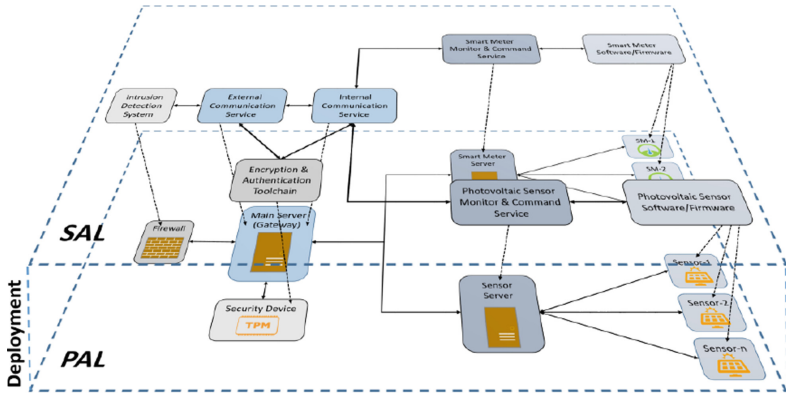 Smart Meter
Monitor & Command
Service
Smart Meter
Software/Firmware
Intrusion
Detection
System
External
Communication
Service
Internal
Communication
Service
SM-1
Smart Meter
Server
SM-2
Encryption &
Authentication
Toolchain
Photovoltaic Sensor
Monitor & Command
Service
Photovoltaic Sensor
Software/Firmware
SAL
Firewall
Main Server
(Gateway)
Sensor-1
Sensor
Server
Sensor-2
Security Device
TPM
Sensor-n
Deployment
PAL